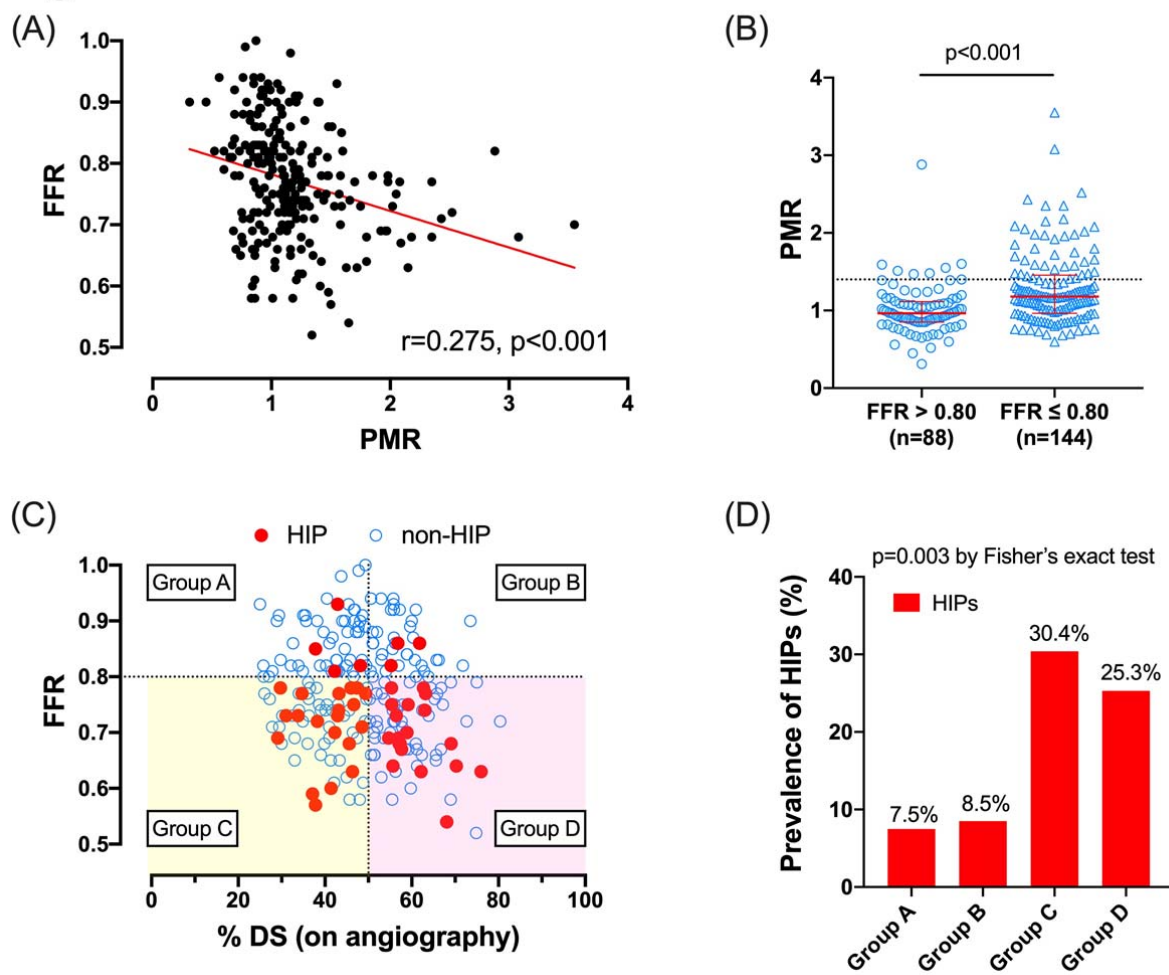 (A)
1.0
0.9
0.8
0.7
0.6
0.5
FFR
r=0.275, p<0.001
0 1 2 3 4
PMR
(B)
p<0.001
4
3
2
1
0
PMR
FFR > 0.80 FFR ≤ 0.80
(n=88) (n=144)
(C)
HIP non-HIP
1.0
0.9
0.8
0.7
0.6
0.5
FFR
Group A Group B
Group C Group D
0 20 40 60 80 100
% DS (on angiography)
(D)
p=0.003 by Fisher's exact test
40
30
20
10
0
Prevalence of HIPs (%)
HIPs
7.5% 8.5% 30.4% 25.3%
Group A Group B Group C Group D